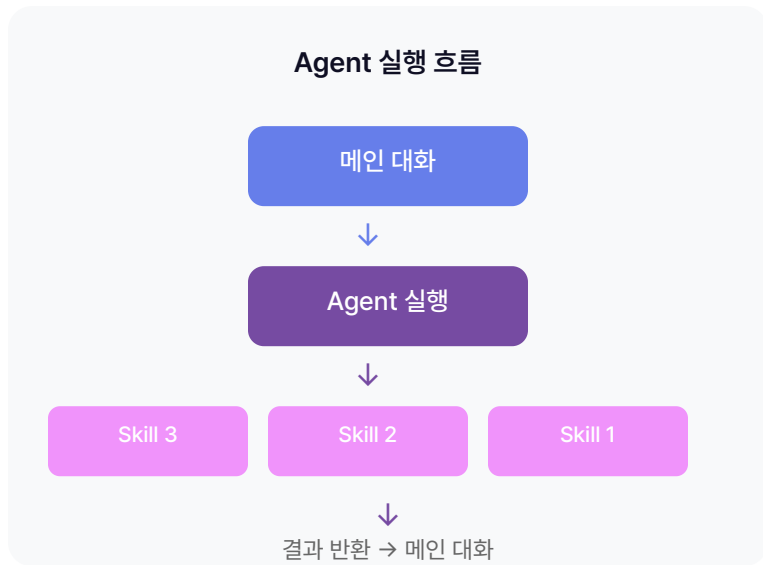 Agent 실행 흐름
메인 대화
↓
Agent 실행
↓
Skill 3
Skill 2
Skill 1
↓
결과 반환 → 메인 대화